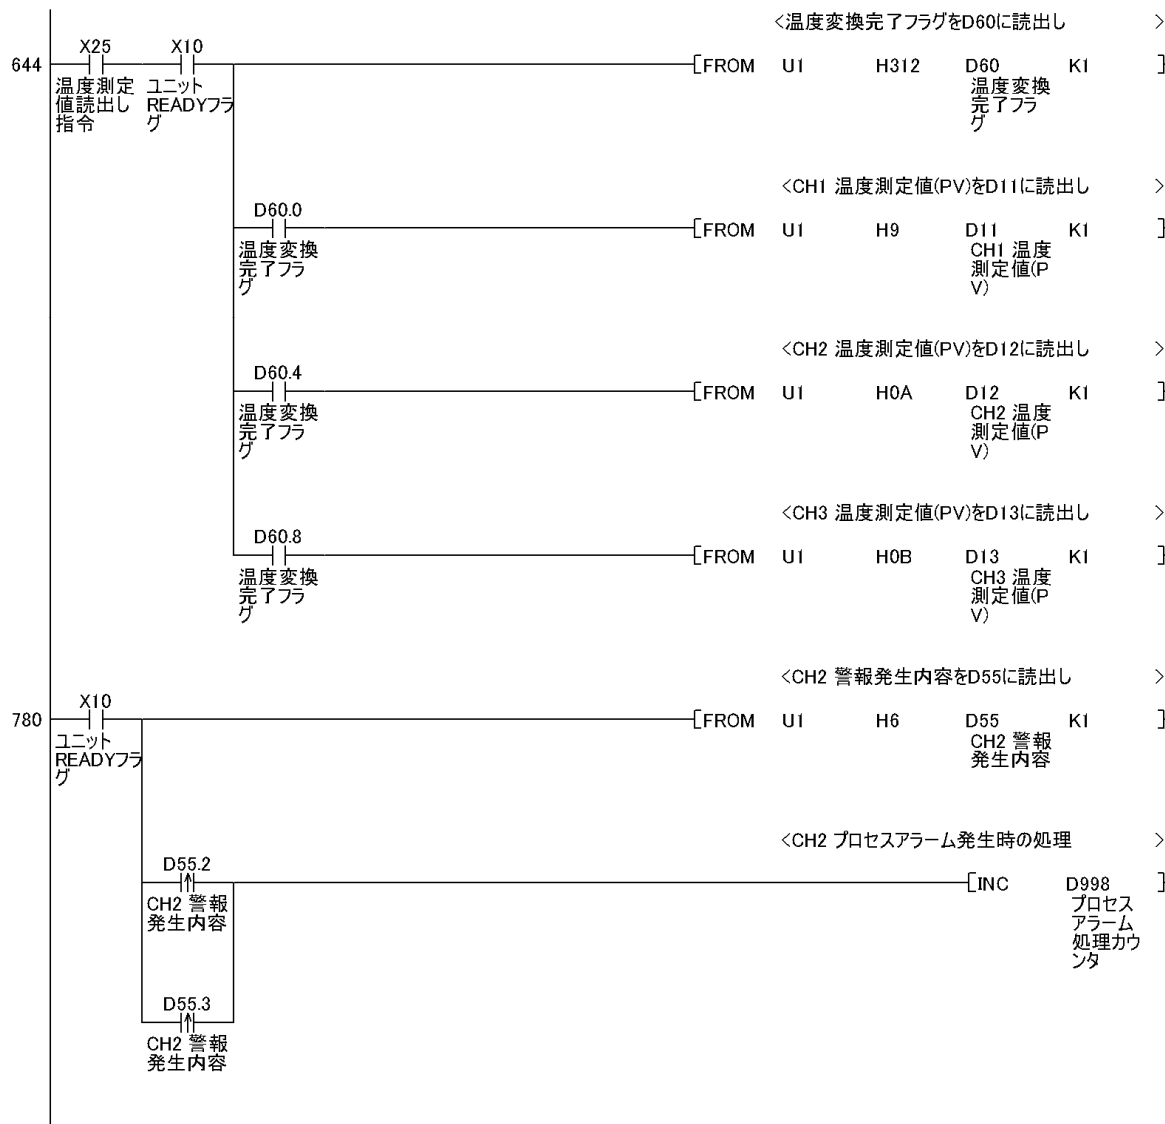 <温度変換完了フラグをD60に読出し >
X25 X10
644 [FROM U1 H312 D60 K1 ]
温度測定 ユニット 温度変換
値読出し READYフラ 完了フラ
指令 グ グ
<CH1 温度測定値(PV)をD11に読出し >
D60.0
[FROM U1 H9 D11 K1 ]
温度変換 CH1 温度
完了フラ 測定値(P
グ V)
<CH2 温度測定値(PV)をD12に読出し >
D60.4
[FROM U1 H0A D12 K1 ]
温度変換 CH2 温度
完了フラ 測定値(P
グ V)
<CH3 温度測定値(PV)をD13に読出し >
D60.8
[FROM U1 H0B D13 K1 ]
温度変換 CH3 温度
完了フラ 測定値(P
グ V)
<CH2 警報発生内容をD55に読出し >
X10
780 [FROM U1 H6 D55 K1 ]
ユニット CH2 警報
READYフラ 発生内容
グ
<CH2 プロセスアラーム発生時の処理 >
D55.2
[INC D998 ]
CH2 警報 プロセス
発生内容 アラーム
処理カウ
ンタ
D55.3
CH2 警報
発生内容